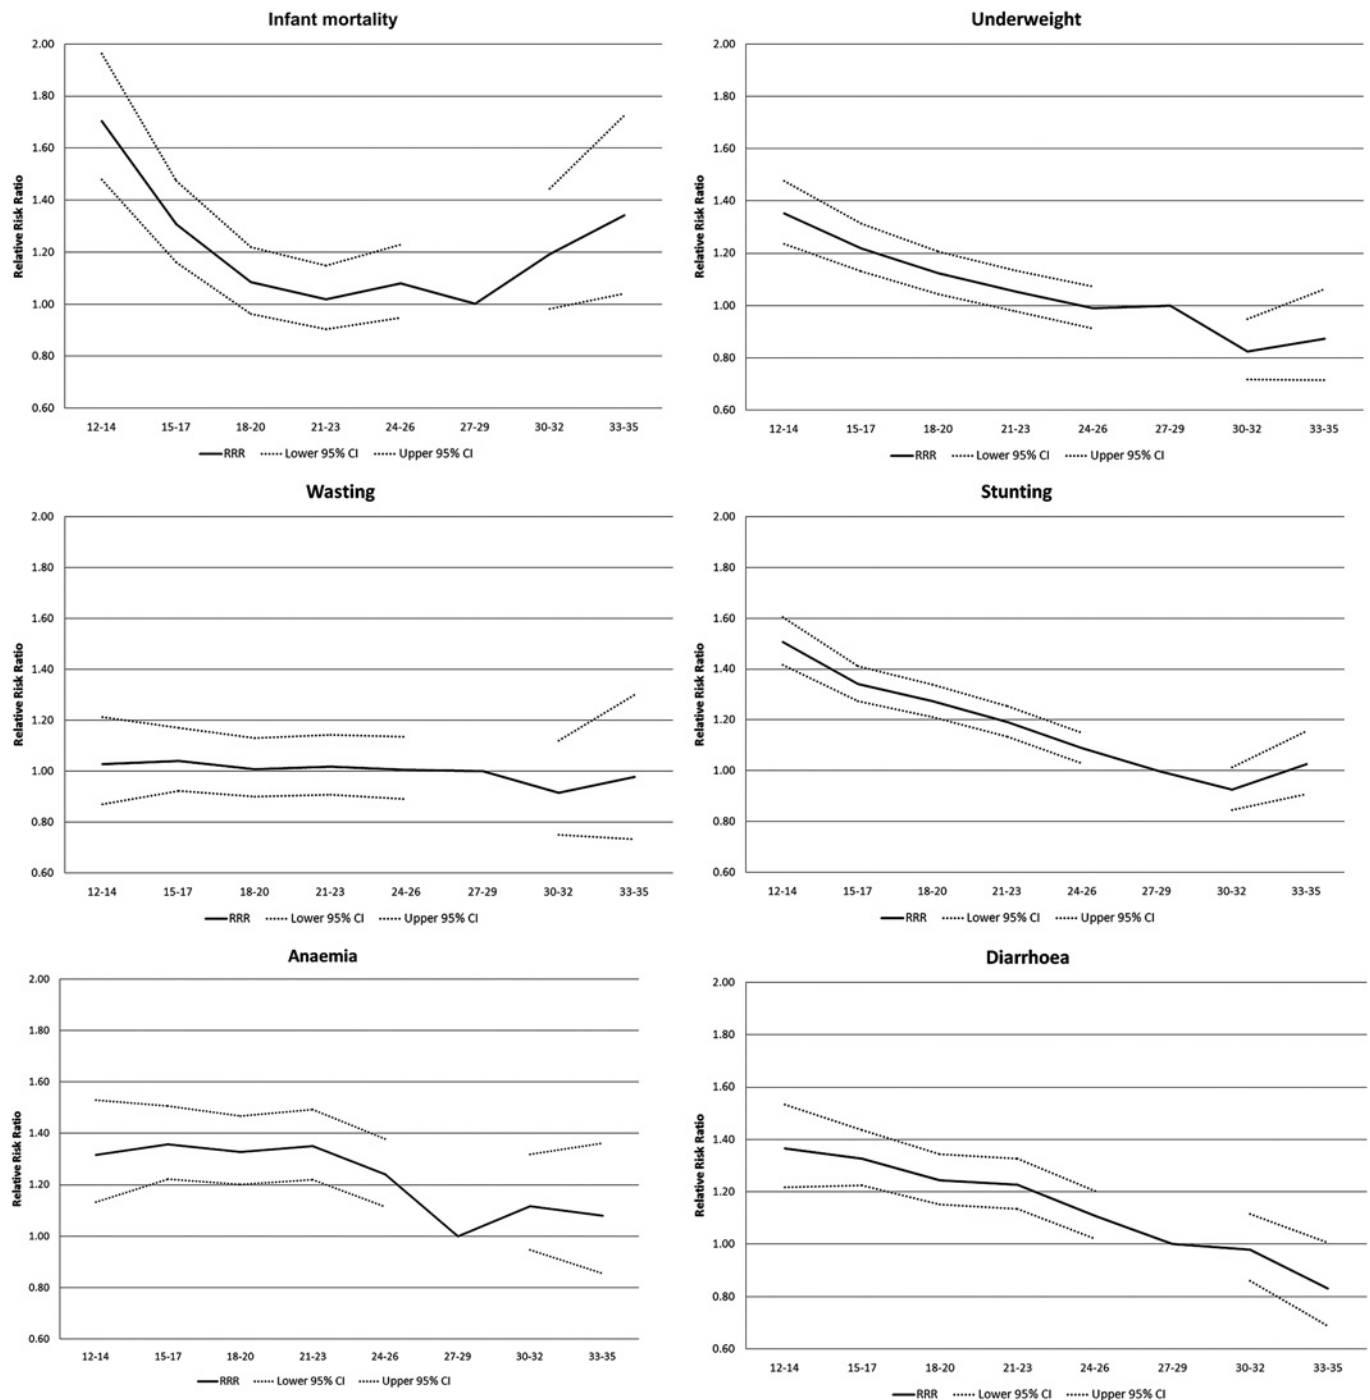 Infant mortality
2.00
1.80
1.60
1.40
1.20
1.00
0.80
0.60
Relative Risk Ratio
12-14 15-17 18-20 21-23 24-26 27-29 30-32 33-35
RRR Lower 95% CI Upper 95% CI
Underweight
2.00
1.80
1.60
1.40
1.20
1.00
0.80
0.60
Relative Risk Ratio
12-14 15-17 18-20 21-23 24-26 27-29 30-32 33-35
RRR Lower 95% CI Upper 95% CI
Wasting
2.00
1.80
1.60
1.40
1.20
1.00
0.80
0.60
Relative Risk Ratio
12-14 15-17 18-20 21-23 24-26 27-29 30-32 33-35
RRR Lower 95% CI Upper 95% CI
Stunting
2.00
1.80
1.60
1.40
1.20
1.00
0.80
0.60
Relative Risk Ratio
12-14 15-17 18-20 21-23 24-26 27-29 30-32 33-35
RRR Lower 95% CI Upper 95% CI
Anaemia
2.00
1.80
1.60
1.40
1.20
1.00
0.80
0.60
Relative Risk Ratio
12-14 15-17 18-20 21-23 24-26 27-29 30-32 33-35
RRR Lower 95% CI Upper 95% CI
Diarrhoea
2.00
1.80
1.60
1.40
1.20
1.00
0.80
0.60
Relative Risk Ratio
12-14 15-17 18-20 21-23 24-26 27-29 30-32 33-35
RRR Lower 95% CI Upper 95% CI